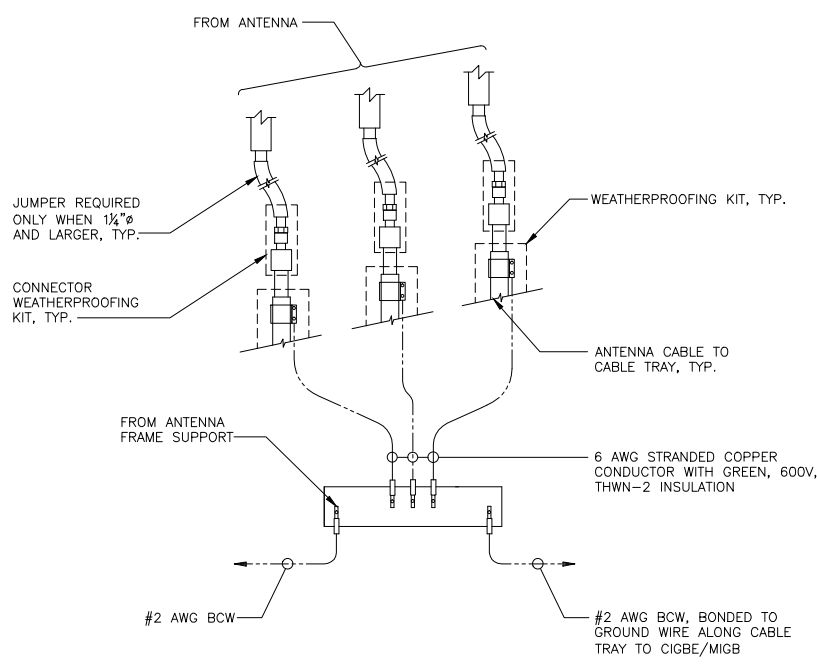 FROM ANTENNA
JUMPER REQUIRED
ONLY WHEN 1¼"ø
AND LARGER, TYP.
WEATHERPROOFING KIT, TYP.
CONNECTOR
WEATHERPROOFING
KIT, TYP.
ANTENNA CABLE TO
CABLE TRAY, TYP.
FROM ANTENNA
FRAME SUPPORT
6 AWG STRANDED COPPER
CONDUCTOR WITH GREEN, 600V,
THWN-2 INSULATION
#2 AWG BCW
#2 AWG BCW, BONDED TO
GROUND WIRE ALONG CABLE
TRAY TO CIGBE/MIGB